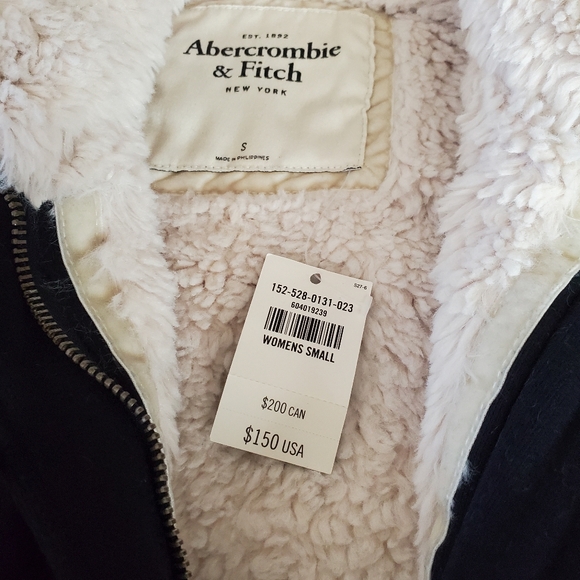 EST. 1892
Abercrombie
& Fitch
NEW YORK
S
MADE IN PHILIPPINES
527-6
152-528-0131-023
604019239
WOMENS SMALL
$200 CAN
$150 USA